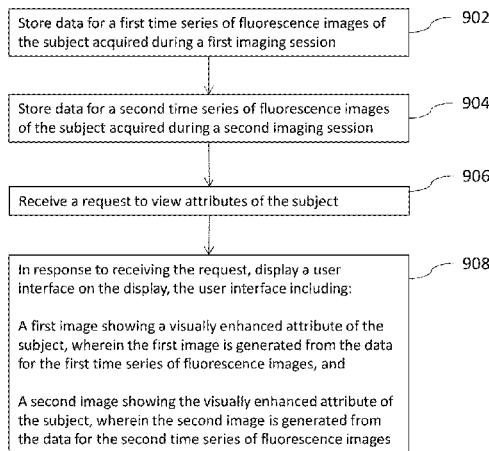 Store data for a first time series of fluorescence images
of the subject acquired during a first imaging session
902
Store data for a second time series of fluorescence images
of the subject acquired during a second imaging session
904
Receive a request to view attributes of the subject
906
In response to receiving the request, display a user
interface on the display, the user interface including:
908
A first image showing a visually enhanced attribute of the
subject, wherein the first image is generated from the data
for the first time series of fluorescence images, and
A second image showing the visually enhanced attribute of
the subject, wherein the second image is generated from
the data for the second time series of fluorescence images